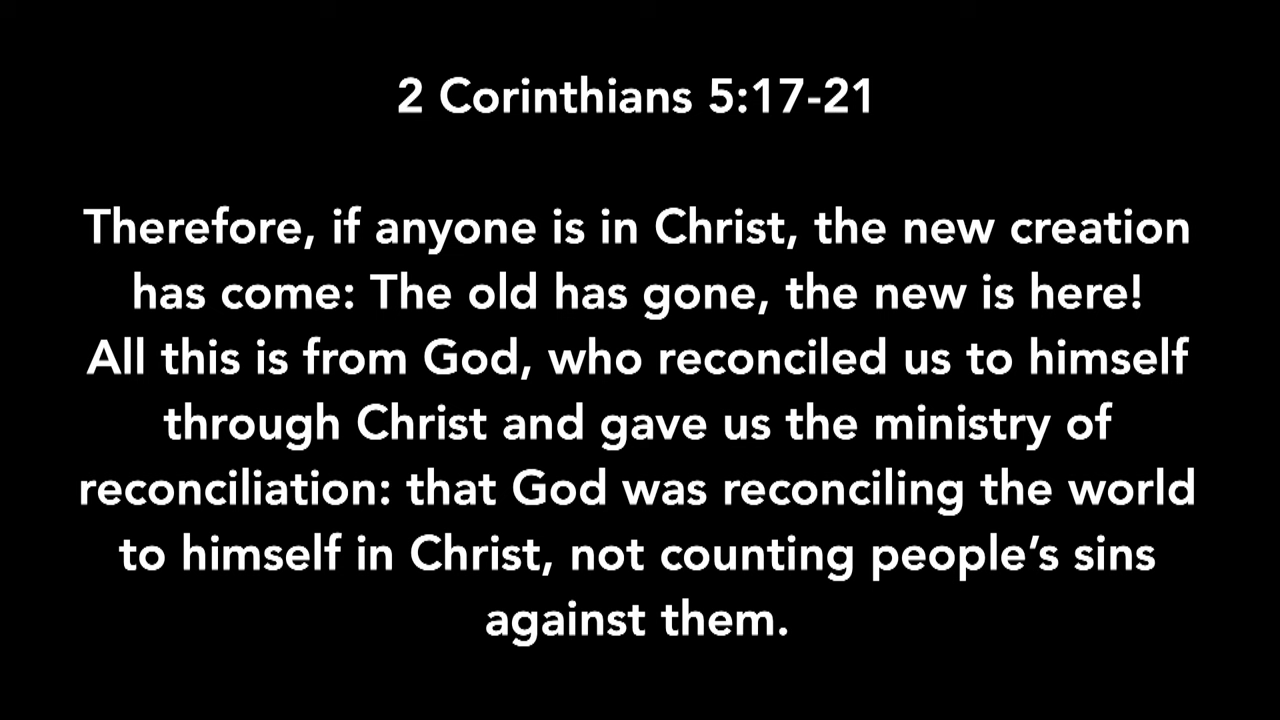 2 Corinthians 5:17-21
Therefore, if anyone is in Christ, the new creation
has come: The old has gone, the new is here!
All this is from God, who reconciled us to himself
through Christ and gave us the ministry of
reconciliation: that God was reconciling the world
to himself in Christ, not counting people’s sins
against them.